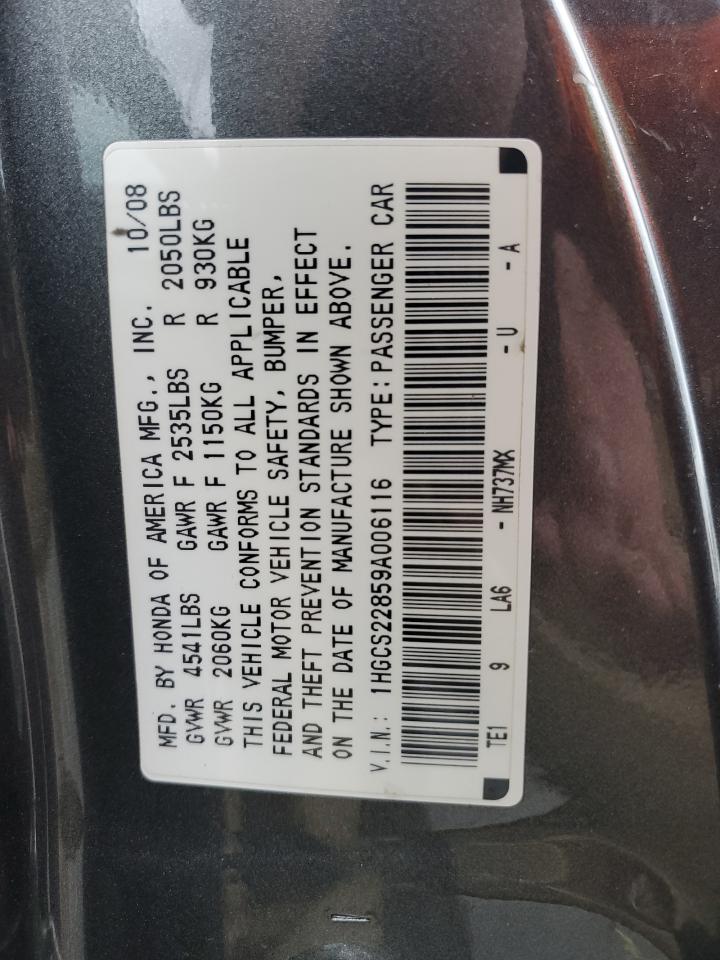 MFD. BY HONDA OF AMERICA MFG., INC. 10/08
GVWR 4541LBS GAWR F 2535LBS R 2050LBS
GVWR 2060KG GAWR F 1150KG R 930KG
THIS VEHICLE CONFORMS TO ALL APPLICABLE
FEDERAL MOTOR VEHICLE SAFETY, BUMPER,
AND THEFT PREVENTION STANDARDS IN EFFECT
ON THE DATE OF MANUFACTURE SHOWN ABOVE.
V.I.N.: 1HGCS22859A006116 TYPE:PASSENGER CAR
TE1 9 LA6 - NH737MX - U - A